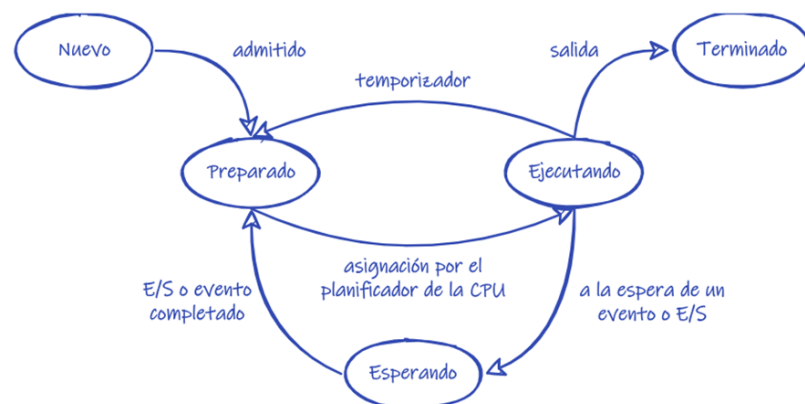 Nuevo
admitido
salida
Terminado
temporizador
Preparado
Ejecutando
asignación por el
planificador de la CPU
E/S o evento
completado
a la espera de un
evento o E/S
Esperando